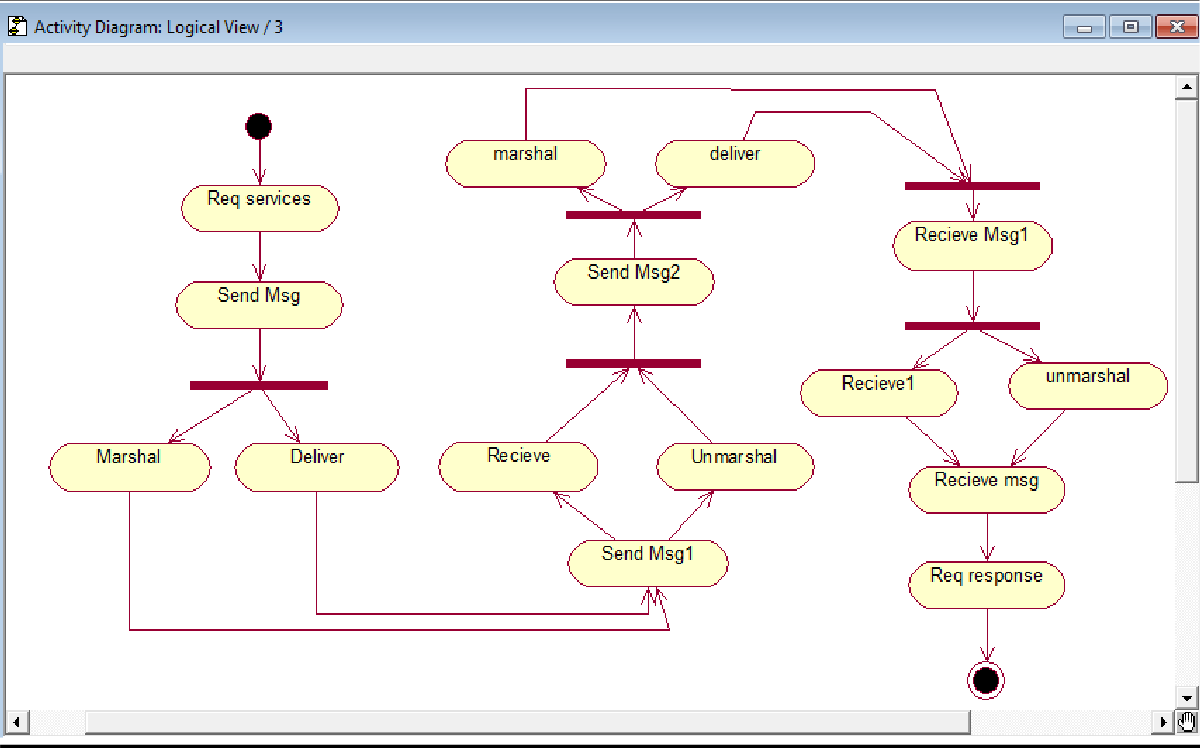 Activity Diagram: Logical View / 3
Req services
Send Msg
Marshal
Deliver
marshal
deliver
Send Msg2
Recieve
Unmarshal
Send Msg1
Recieve Msg1
Recieve1
unmarshal
Recieve msg
Req response